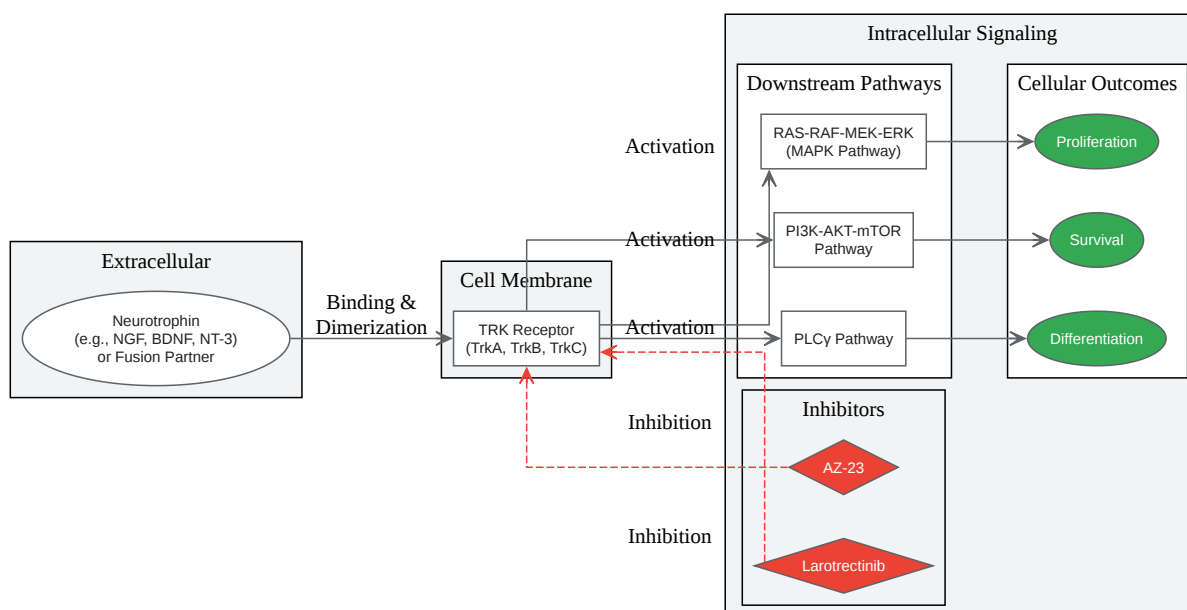 Intracellular Signaling
Downstream Pathways
Cellular Outcomes
RAS-RAF-MEK-ERK
(MAPK Pathway)
Activation
Proliferation
PI3K-AKT-mTOR
Pathway
Activation
Survival
Extracellular
Neurotrophin
(e.g., NGF, BDNF, NT-3)
or Fusion Partner
Binding &
Dimerization
Cell Membrane
TRK Receptor
(TrkA, TrkB, TrkC)
Activation
PLCγ Pathway
Differentiation
Inhibitors
Inhibition
AZ-23
Inhibition
Larotrectinib